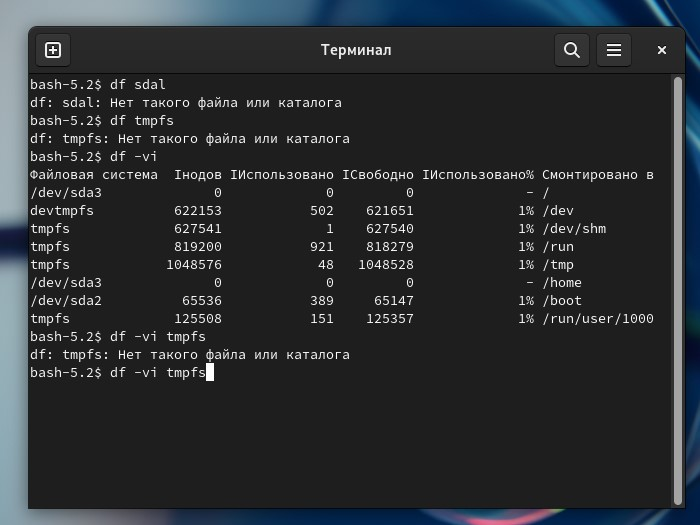 Терминал
bash-5.2$ df sdal
df: sdal: Нет такого файла или каталога
bash-5.2$ df tmpfs
df: tmpfs: Нет такого файла или каталога
bash-5.2$ df -vi
Файловая система Iнодов IИспользовано IСвободно IИспользовано% Cмонтировано в
/dev/sda3 0 0 0 - /
devtmpfs 622153 502 621651 1% /dev
tmpfs 627541 1 627540 1% /dev/shm
tmpfs 819200 921 818279 1% /run
tmpfs 1048576 48 1048528 1% /tmp
/dev/sda3 0 0 0 - /home
/dev/sda2 65536 389 65147 1% /boot
tmpfs 125508 151 125357 1% /run/user/1000
bash-5.2$ df -vi tmpfs
df: tmpfs: Нет такого файла или каталога
bash-5.2$ df -vi tmpfs